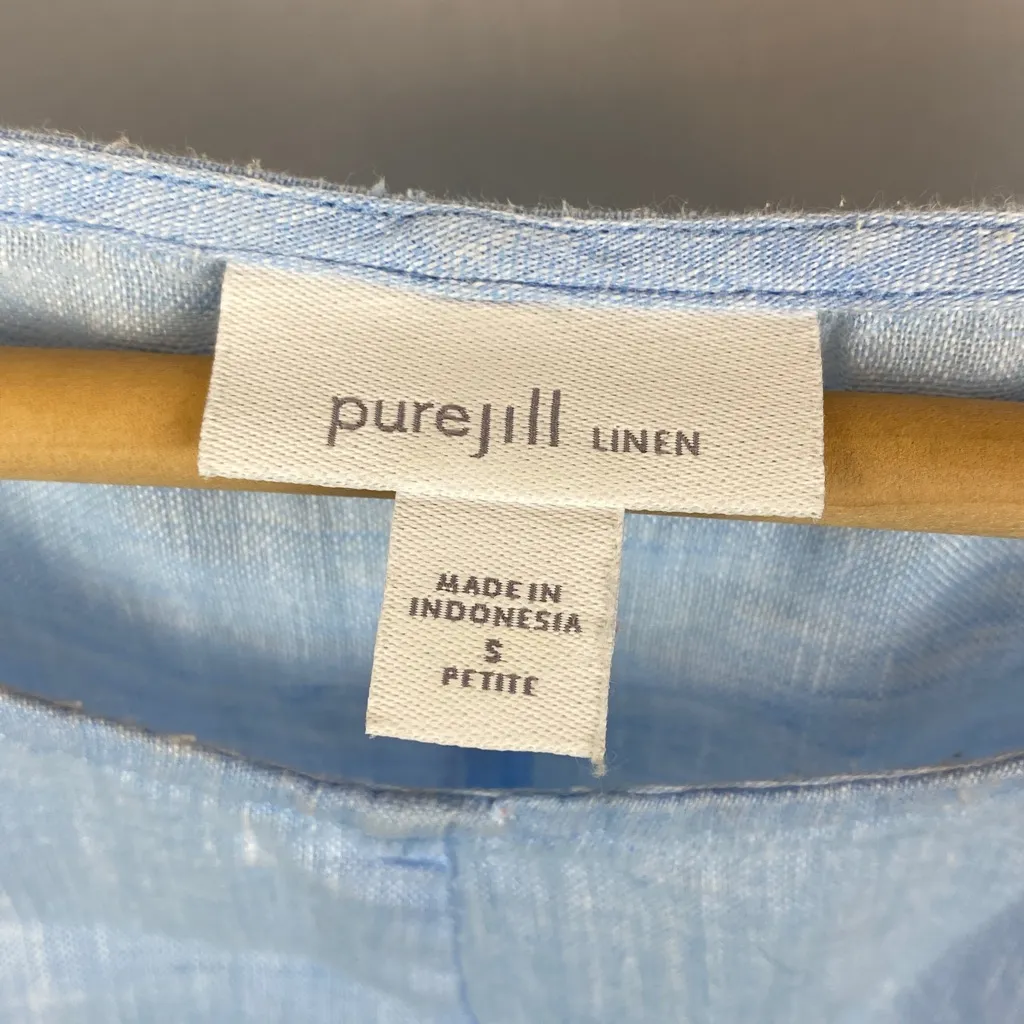 purejill LINEN
MADE IN
INDONESIA
S
PETITE